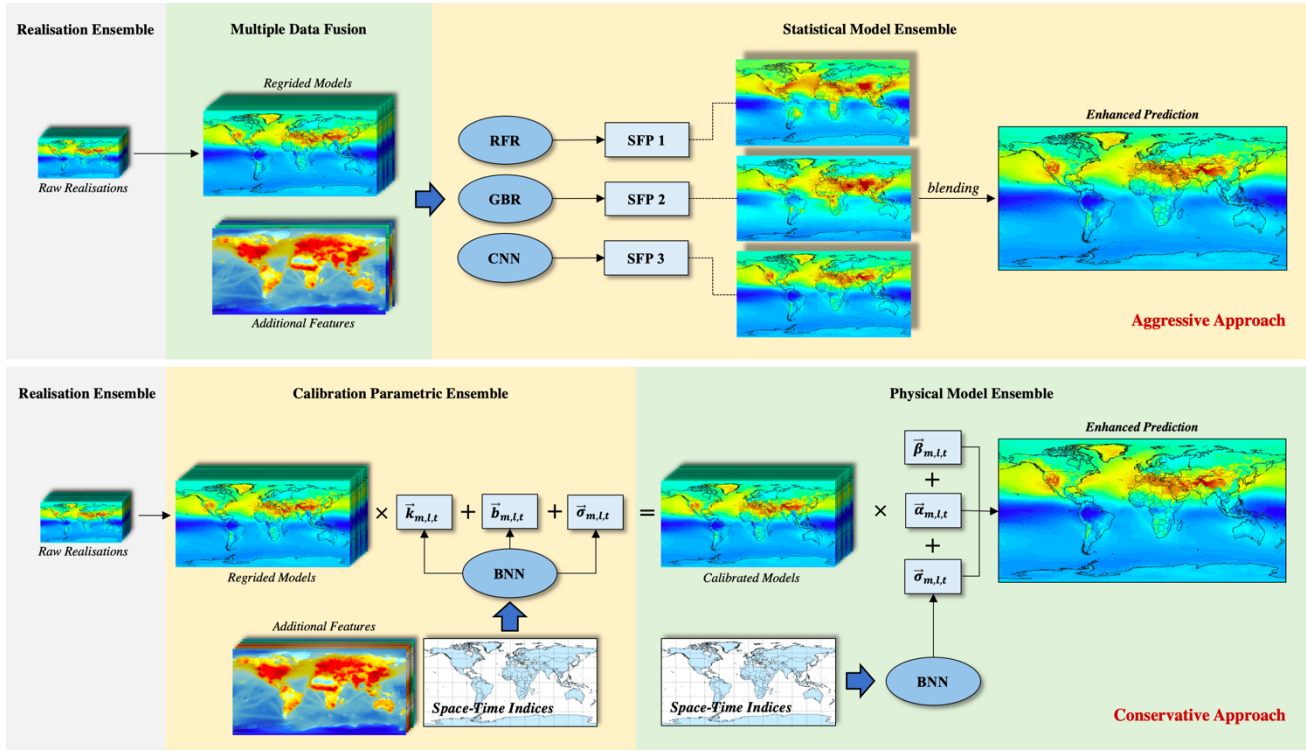 Realisation Ensemble
Multiple Data Fusion
Statistical Model Ensemble
Regrided Models
Raw Realisations
Additional Features
RFR
SFP 1
GBR
SFP 2
CNN
SFP 3
blending
Enhanced Prediction
Aggressive Approach
Realisation Ensemble
Calibration Parametric Ensemble
Physical Model Ensemble
Raw Realisations
Regrided Models
× k⃗m,l,t + b⃗m,l,t + σ⃗m,l,t =
BNN
Additional Features
Space-Time Indices
Calibrated Models
×
β⃗m,l,t
+
α⃗m,l,t
+
σ⃗m,l,t
Enhanced Prediction
Space-Time Indices
BNN
Conservative Approach